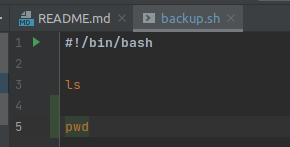 README.md
backup.sh
1 #!/bin/bash
2
3 ls
4
5 pwd